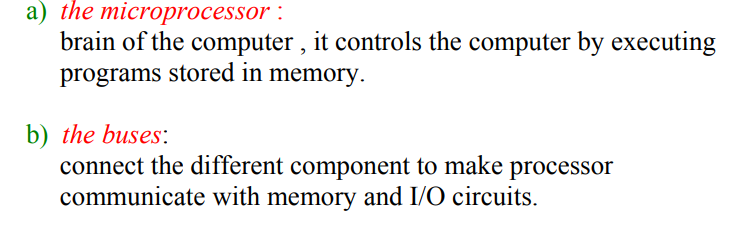 a) the microprocessor :
brain of the computer , it controls the computer by executing
programs stored in memory.
b) the buses:
connect the different component to make processor
communicate with memory and I/O circuits.